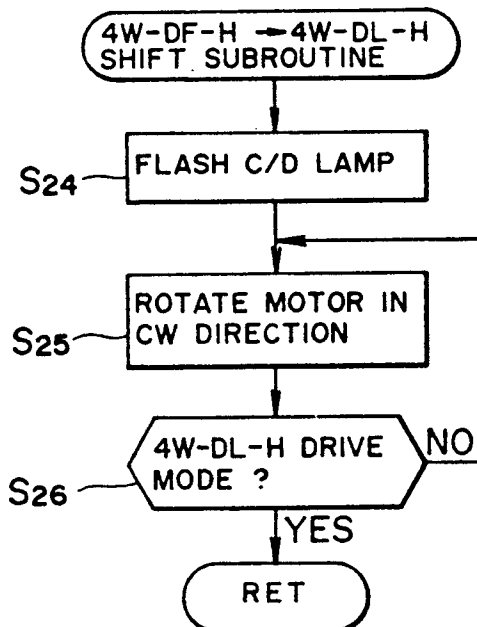 4W-DF-H → 4W-DL-H
SHIFT SUBROUTINE
S24
FLASH C/D LAMP
S25
ROTATE MOTOR IN
CW DIRECTION
S26
4W-DL-H DRIVE
MODE ?
NO
YES
RET